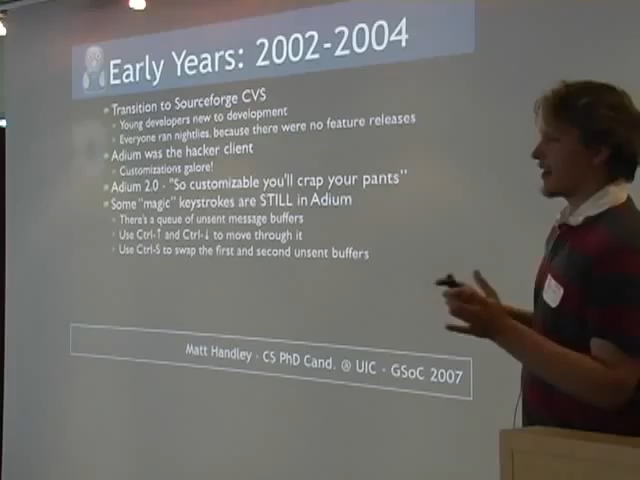 Early Years: 2002-2004
Transition to Sourceforge CVS
Young developers new to development
Everyone ran nightlies, because there were no feature releases
Adium was the hacker client
Customizations galore!
Adium 2.0 - "So customizable you'll crap your pants"
Some "magic" keystrokes are STILL in Adium
There's a queue of unsent message buffers
Use Ctrl-↑ and Ctrl-↓ to move through it
Use Ctrl-S to swap the first and second unsent buffers
Matt Handley - CS PhD Cand. @ UIC - GSoC 2007